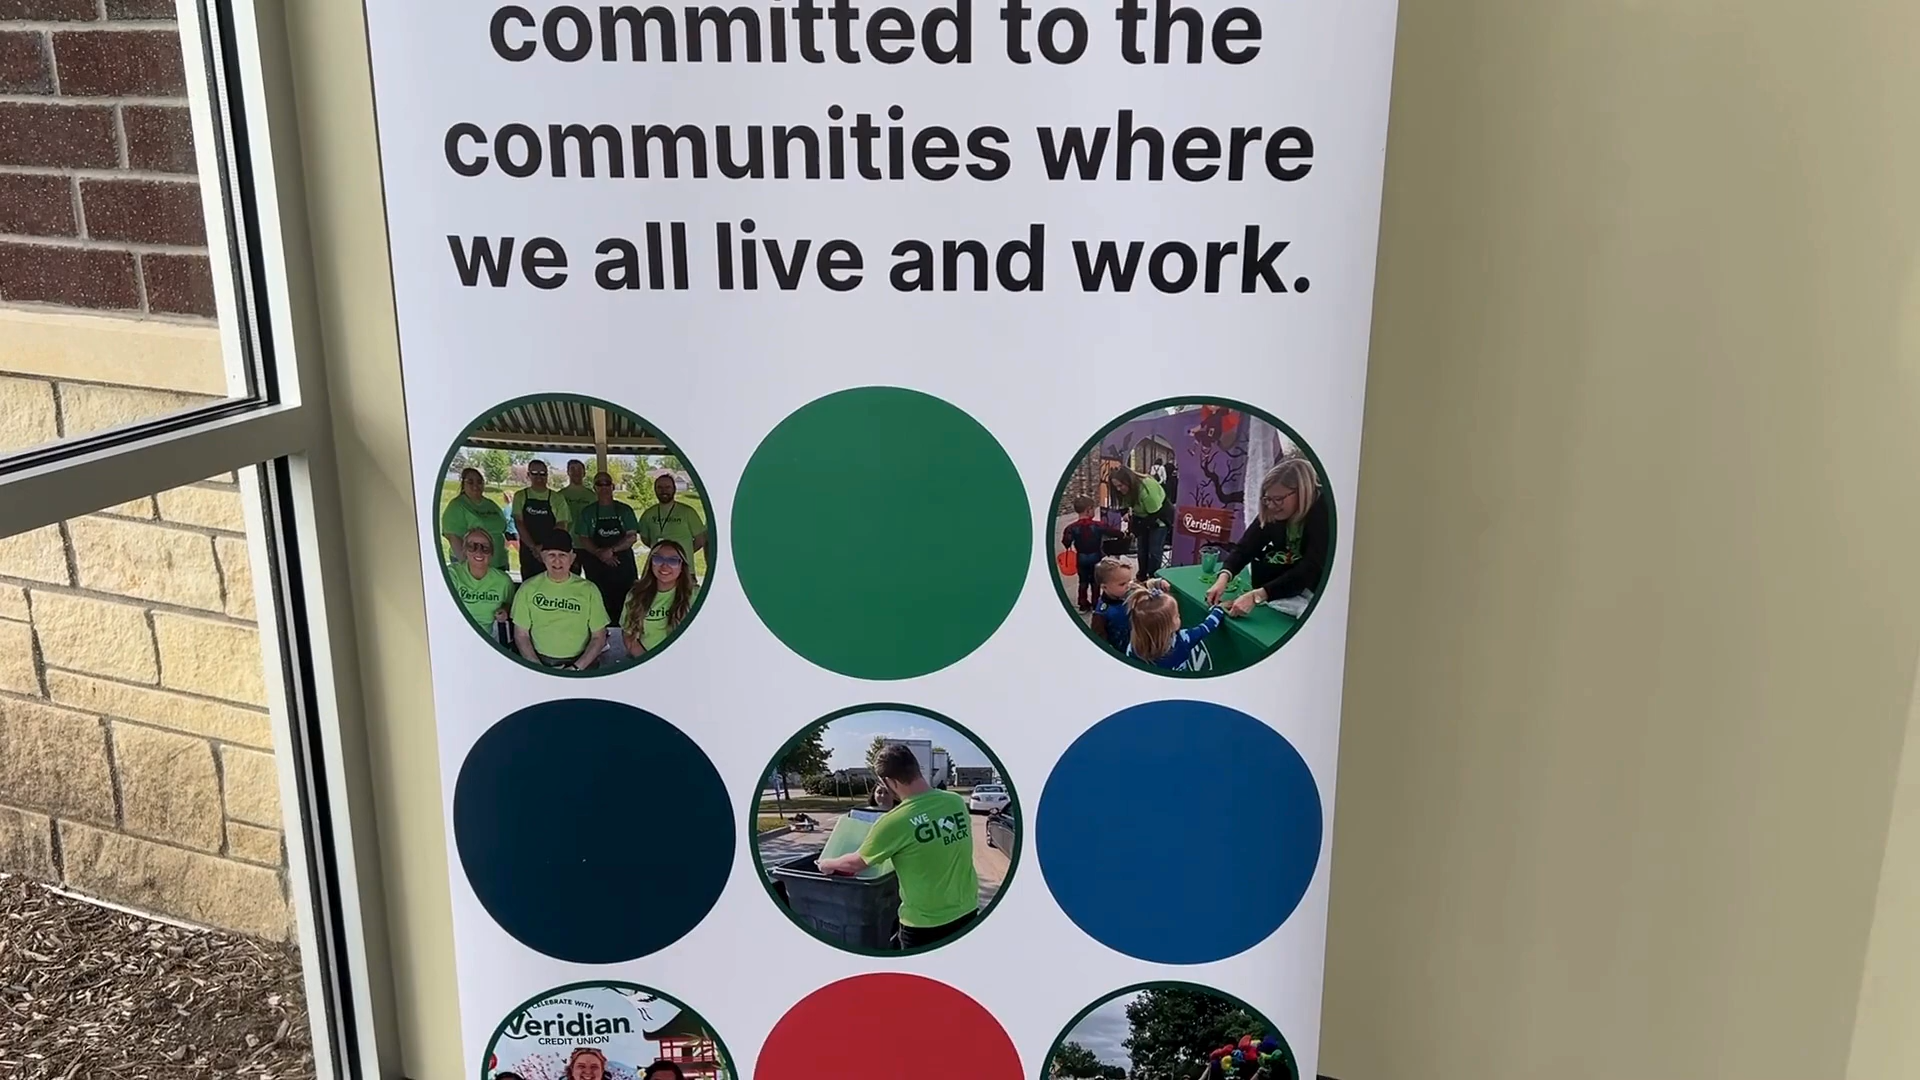 committed to the
communities where
we all live and work.
Veridian
Veridian
Veridian
Veridian
Veridian
WE
GIVE
BACK
CELEBRATE WITH
Veridian
CREDIT UNION